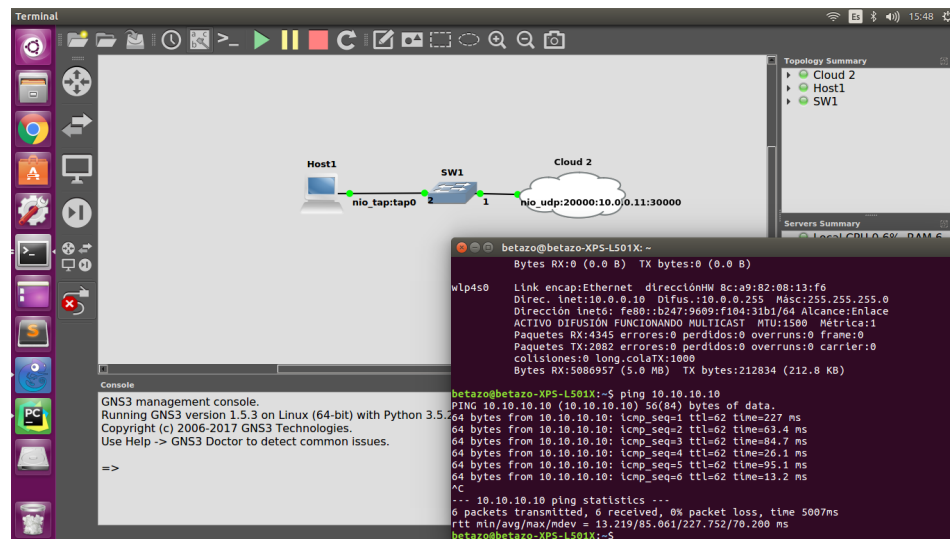 Terminal
Es
15:48
Topology Summary
Cloud 2
Host1
SW1
Host1
SW1
Cloud 2
nio_tap:tap0
2
1
nio_udp:20000:10.0.0.11:30000
Servers Summary
betazo@betazo-XPS-L501X: ~
Bytes RX:0 (0.0 B)  TX bytes:0 (0.0 B)
wlp4s0    Link encap:Ethernet  direcciónHW 8c:a9:82:08:13:f6
Direc. inet:10.0.0.10  Difus.:10.0.0.255  Másc:255.255.255.0
Dirección inet6: fe80::b247:9609:f104:31b1/64 Alcance:Enlace
ACTIVO DIFUSIÓN FUNCIONANDO MULTICAST  MTU:1500  Métrica:1
Paquetes RX:4345 errores:0 perdidos:0 overruns:0 frame:0
Paquetes TX:2082 errores:0 perdidos:0 overruns:0 carrier:0
colisiones:0 long.colaTX:1000
Bytes RX:5086957 (5.0 MB)  TX bytes:212834 (212.8 KB)
betazo@betazo-XPS-L501X:~$ ping 10.10.10.10
PING 10.10.10.10 (10.10.10.10) 56(84) bytes of data.
64 bytes from 10.10.10.10: icmp_seq=1 ttl=62 time=227 ms
64 bytes from 10.10.10.10: icmp_seq=2 ttl=62 time=63.4 ms
64 bytes from 10.10.10.10: icmp_seq=3 ttl=62 time=84.7 ms
64 bytes from 10.10.10.10: icmp_seq=4 ttl=62 time=26.1 ms
64 bytes from 10.10.10.10: icmp_seq=5 ttl=62 time=95.1 ms
64 bytes from 10.10.10.10: icmp_seq=6 ttl=62 time=13.2 ms
^C
--- 10.10.10.10 ping statistics ---
6 packets transmitted, 6 received, 0% packet loss, time 5007ms
rtt min/avg/max/mdev = 13.219/85.061/227.752/70.200 ms
betazo@betazo-XPS-L501X:~$
Console
GNS3 management console.
Running GNS3 version 1.5.3 on Linux (64-bit) with Python 3.5.
Copyright (c) 2006-2017 GNS3 Technologies.
Use Help -> GNS3 Doctor to detect common issues.
=>
PC